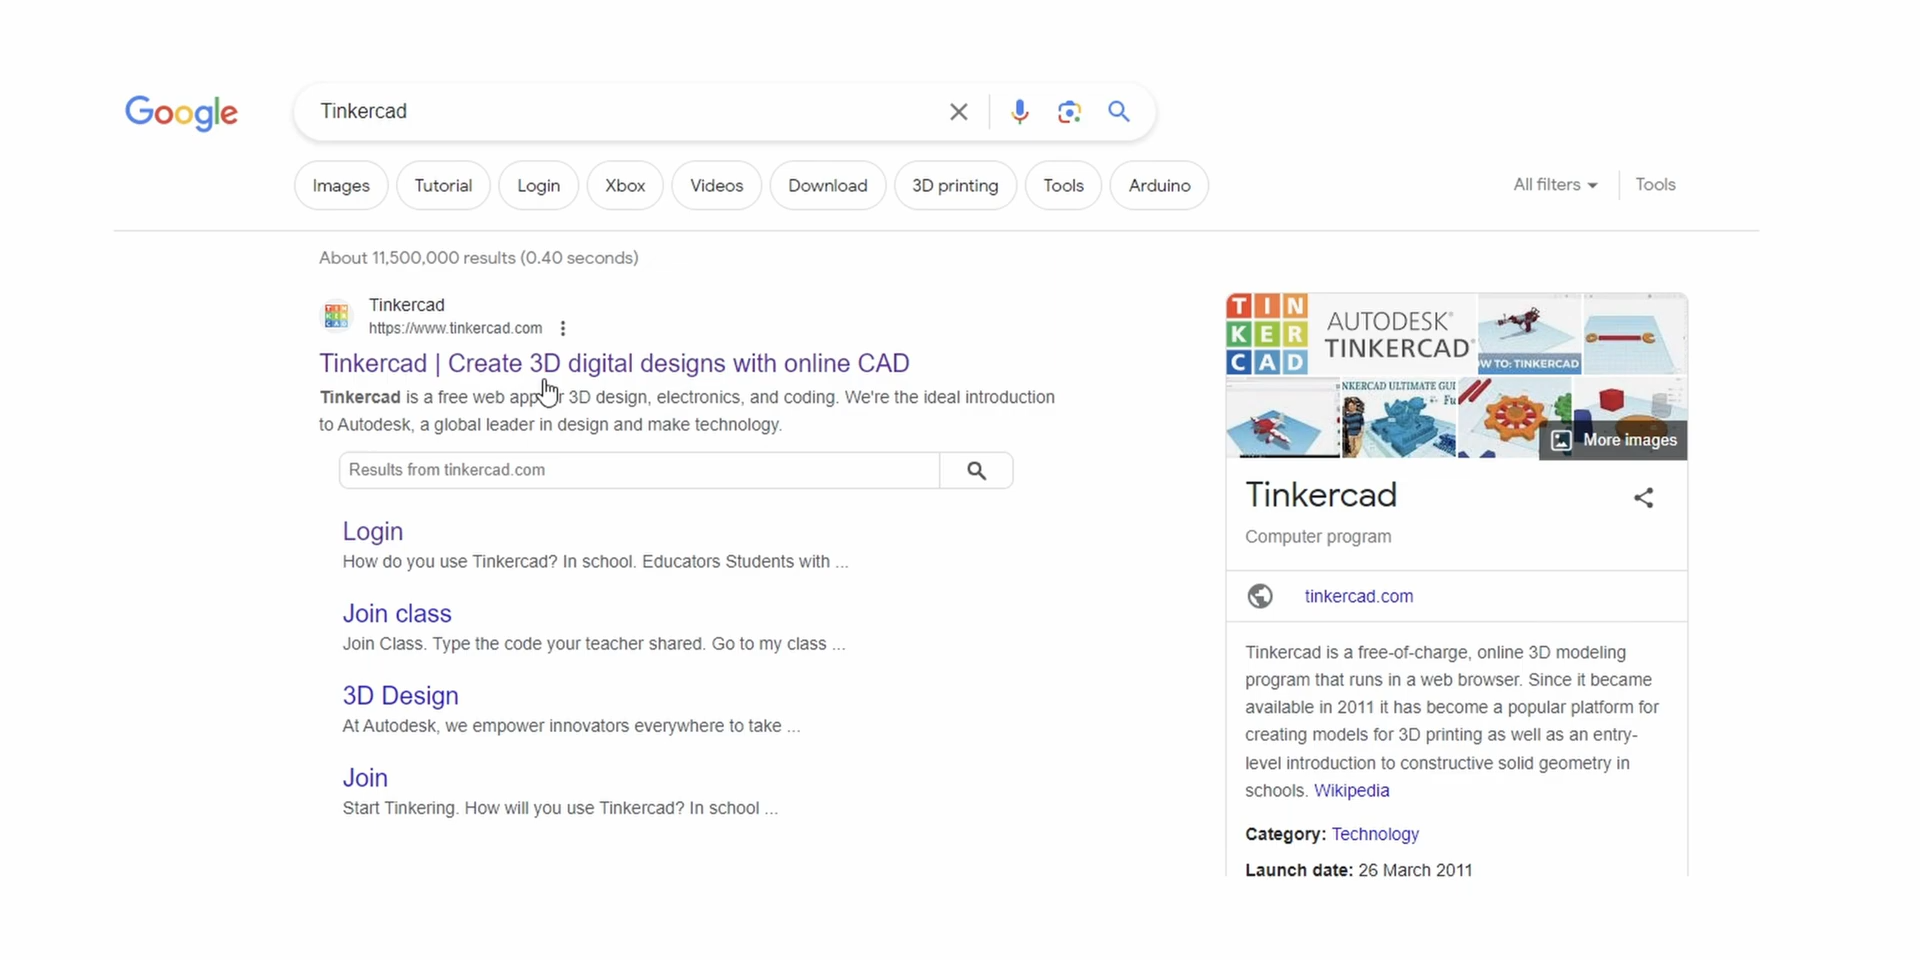 Google
Tinkercad
Images
Tutorial
Login
Xbox
Videos
Download
3D printing
Tools
Arduino
All filters
Tools
About 11,500,000 results (0.40 seconds)
Tinkercad
https://www.tinkercad.com
Tinkercad | Create 3D digital designs with online CAD
Tinkercad is a free web app 3D design, electronics, and coding. We're the ideal introduction
to Autodesk, a global leader in design and make technology.
Results from tinkercad.com
Login
How do you use Tinkercad? In school. Educators Students with ...
Join class
Join Class. Type the code your teacher shared. Go to my class ...
3D Design
At Autodesk, we empower innovators everywhere to take ...
Join
Start Tinkering. How will you use Tinkercad? In school ...
TIN
KER
CAD
AUTODESK®
TINKERCAD®
TINKERCAD
ULTIMATE
More images
Tinkercad
Computer program
tinkercad.com
Tinkercad is a free-of-charge, online 3D modeling
program that runs in a web browser. Since it became
available in 2011 it has become a popular platform for
creating models for 3D printing as well as an entry-
level introduction to constructive solid geometry in
schools. Wikipedia
Category: Technology
Launch date: 26 March 2011